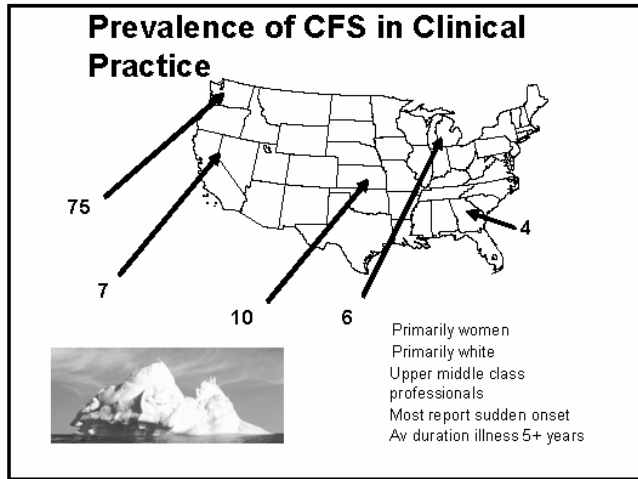 Prevalence of CFS in Clinical
Practice
75
7
10
6
4
Primarily women
Primarily white
Upper middle class
professionals
Most report sudden onset
Av duration illness 5+ years